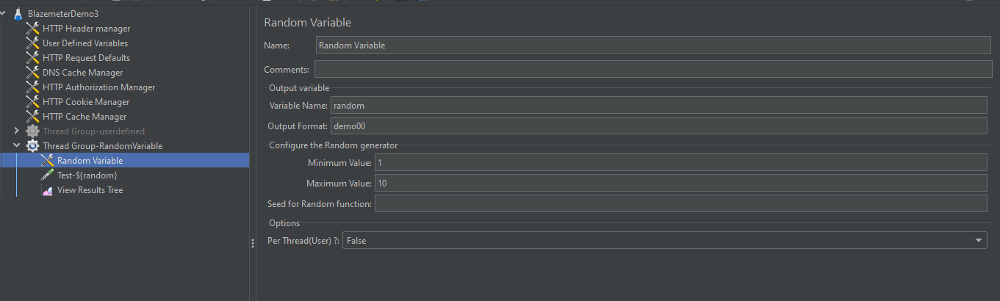 BlazemeterDemo3
HTTP Header manager
User Defined Variables
HTTP Request Defaults
DNS Cache Manager
HTTP Authorization Manager
HTTP Cookie Manager
HTTP Cache Manager
Thread Group-userdefined
Thread Group-RandomVariable
Random Variable
Test-${random}
View Results Tree
Random Variable
Name: Random Variable
Comments:
Output variable
Variable Name: random
Output Format: demo00
Configure the Random generator
Minimum Value: 1
Maximum Value: 10
Seed for Random function:
Options
Per Thread(User) ?: False